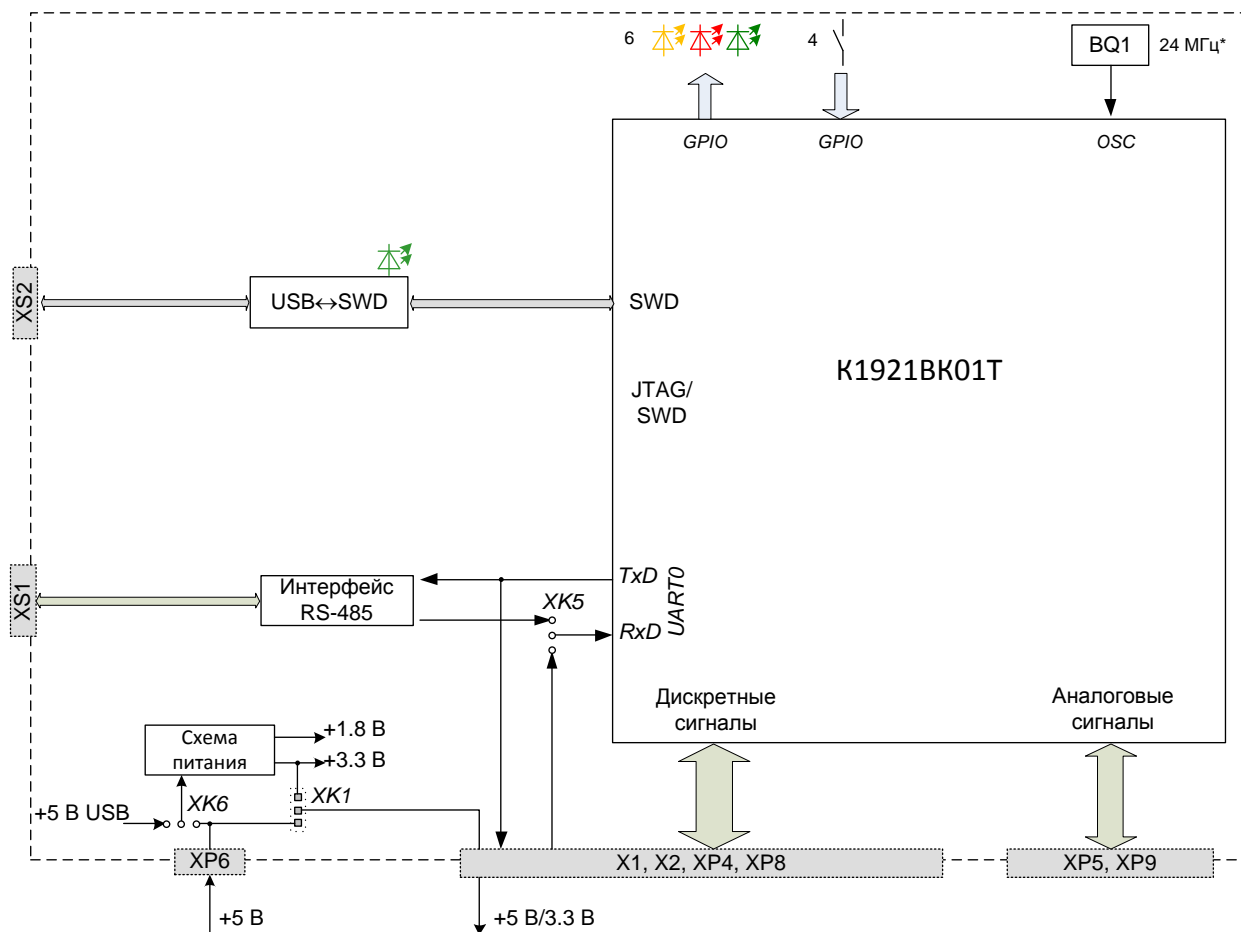 6
4
BQ1
24 МГц*
GPIO
GPIO
OSC
XS2
USB↔SWD
SWD
К1921ВК01Т
JTAG/
SWD
XS1
Интерфейс
RS-485
XK5
TxD
RxD
UART0
Дискретные
сигналы
Аналоговые
сигналы
Схема
питания
+1.8 В
+3.3 В
XK6
XK1
+5 В USB
XP6
X1, X2, XP4, XP8
XP5, XP9
+5 В
+5 В/3.3 В